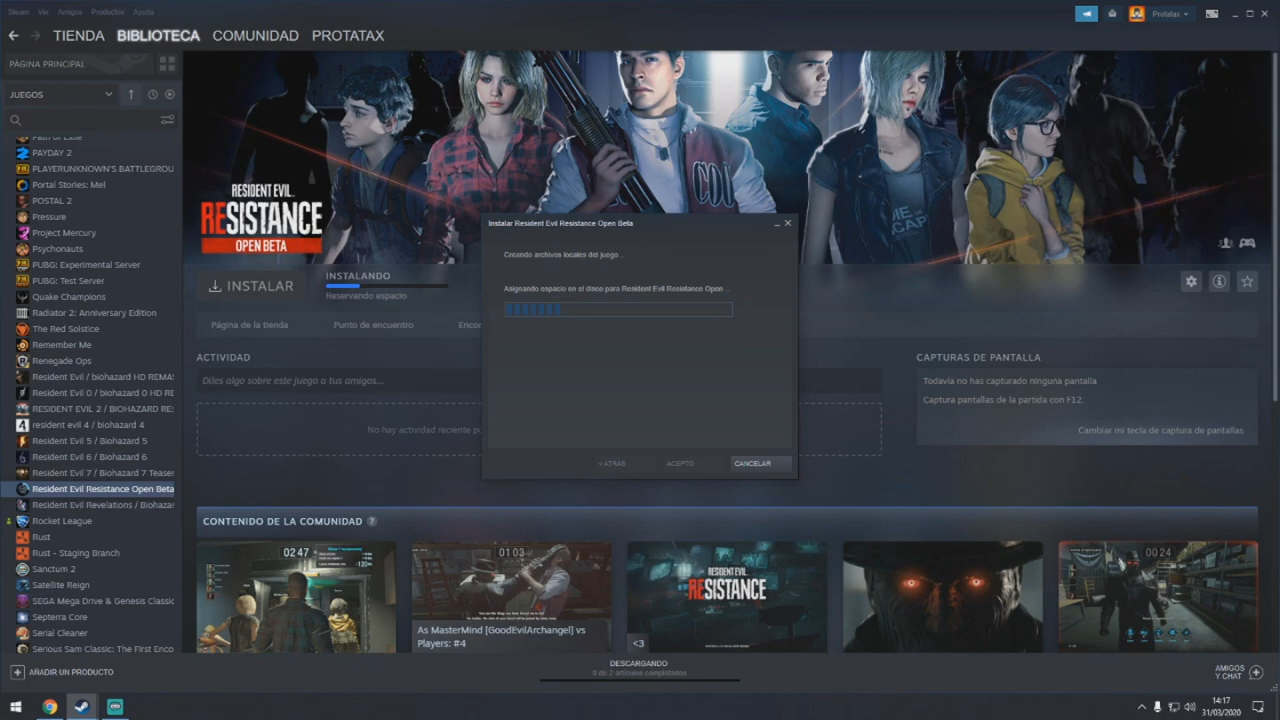 Steam Ver Amigos Productos Ayuda
Protatax
TIENDA BIBLIOTECA COMUNIDAD PROTATAX
PÁGINA PRINCIPAL
JUEGOS
PAYDAY 2
PLAYERUNKNOWN'S BATTLEGROU
Portal Stories: Mel
POSTAL 2
Pressure
Project Mercury
Psychonauts
PUBG: Experimental Server
PUBG: Test Server
Quake Champions
Radiator 2: Anniversary Edition
The Red Solstice
Remember Me
Renegade Ops
Resident Evil / biohazard HD REMAS
Resident Evil 0 / biohazard 0 HD RE
RESIDENT EVIL 2 / BIOHAZARD RE:
resident evil 4 / biohazard 4
Resident Evil 5 / Biohazard 5
Resident Evil 6 / Biohazard 6
Resident Evil 7 / Biohazard 7 Teaser
Resident Evil Resistance Open Beta
Resident Evil Revelations / Biohazar
Rocket League
Rust
Rust - Staging Branch
Sanctum 2
Satellite Reign
SEGA Mega Drive & Genesis Classic
Septerra Core
Serial Cleaner
Serious Sam Classic: The First Enco
AÑADIR UN PRODUCTO
RESIDENT EVIL
RESISTANCE
OPEN BETA
INSTALAR
INSTALANDO
Reservando espacio
Página de la tienda Punto de encuentro Encon
ACTIVIDAD
Diles algo sobre este juego a tus amigos...
No hay actividad reciente p
Instalar Resident Evil Resistance Open Beta
Creando archivos locales del juego...
Asignando espacio en el disco para Resident Evil Resistance Open ...
< ATRÁS ACEPTO CANCELAR
CAPTURAS DE PANTALLA
Todavía no has capturado ninguna pantalla
Captura pantallas de la partida con F12.
Cambiar mi tecla de captura de pantallas
CONTENIDO DE LA COMUNIDAD ?
02 47
01 03
RESIDENT EVIL
RESISTANCE
00 24
As MasterMind [GoodEvilArchangel] vs
Players: #4
<3
DESCARGANDO
0 de 2 artículos completados
AMIGOS
Y CHAT
14:17
31/03/2020